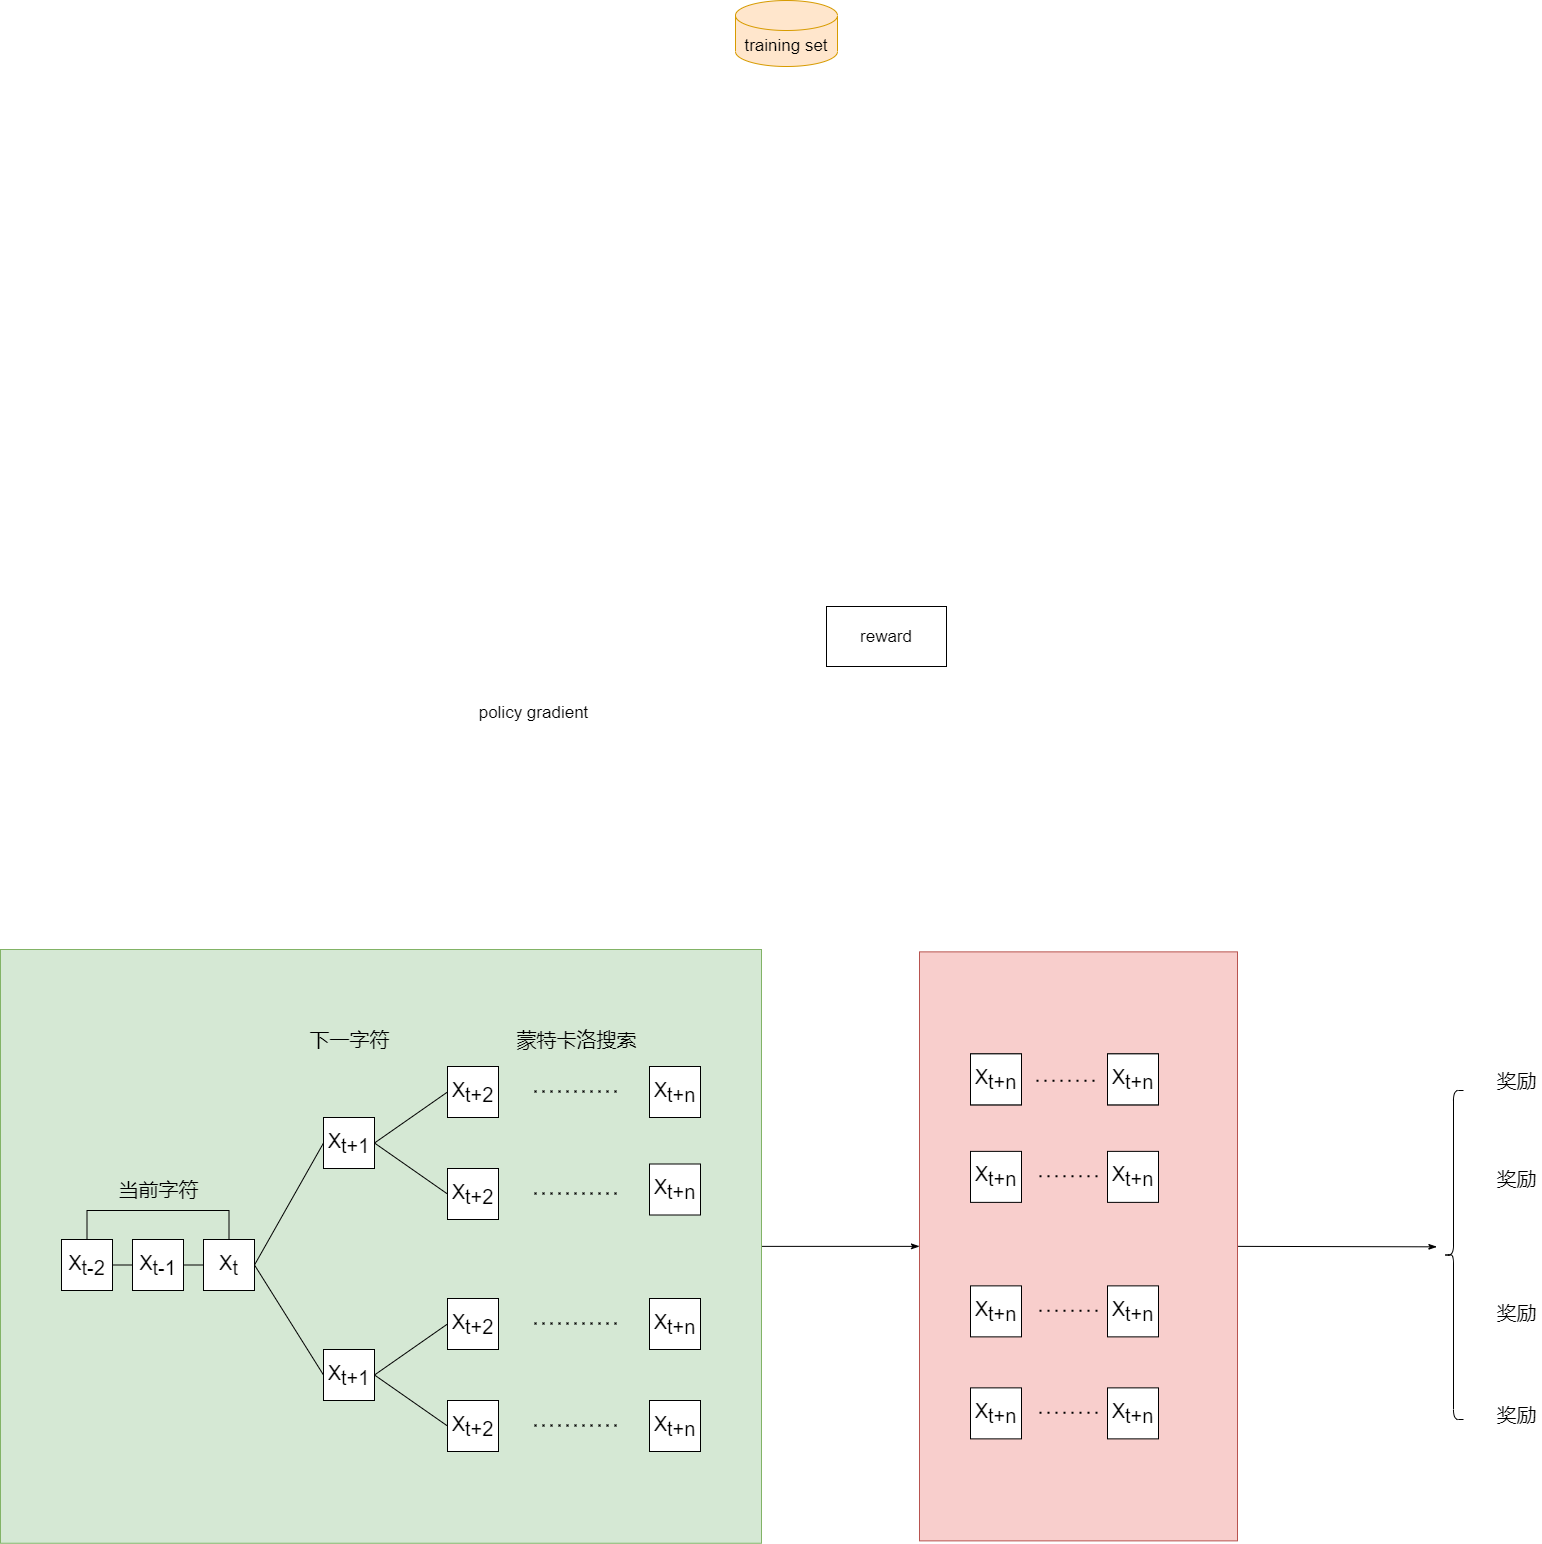 training set
reward
policy gradient
下一字符
蒙特卡洛搜索
X_{t+2} ........... X_{t+n}
X_{t+1}
X_{t+2} ........... X_{t+n}
当前字符
X_{t-2} X_{t-1} X_t
X_{t+2} ........... X_{t+n}
X_{t+1}
X_{t+2} ........... X_{t+n}
X_{t+n} ........ X_{t+n}
X_{t+n} ........ X_{t+n}
X_{t+n} ........ X_{t+n}
X_{t+n} ........ X_{t+n}
奖励
奖励
奖励
奖励